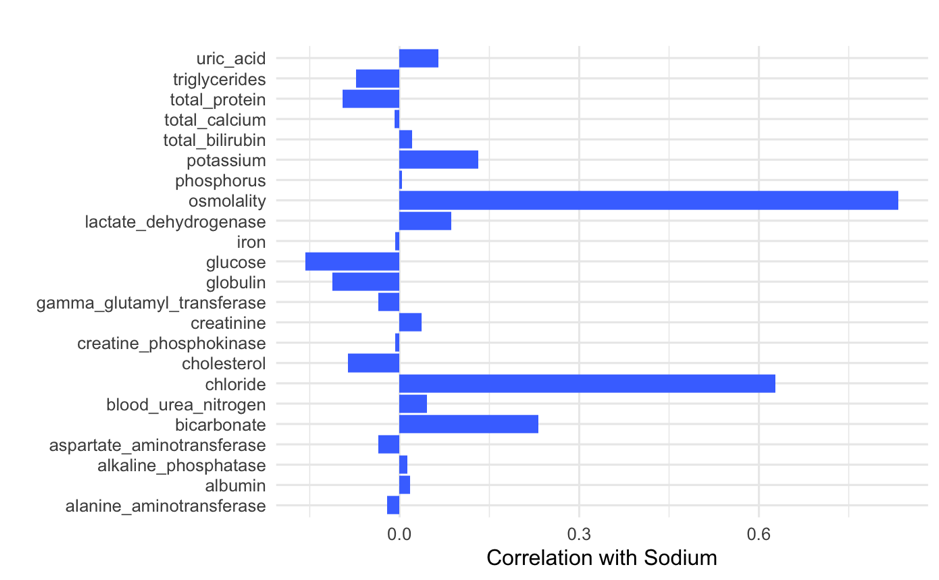 uric_acid
triglycerides
total_protein
total_calcium
total_bilirubin
potassium
phosphorus
osmolality
lactate_dehydrogenase
iron
glucose
globulin
gamma_glutamyl_transferase
creatinine
creatine_phosphokinase
cholesterol
chloride
blood_urea_nitrogen
bicarbonate
aspartate_aminotransferase
alkaline_phosphatase
albumin
alanine_aminotransferase
0.0 0.3 0.6
Correlation with Sodium